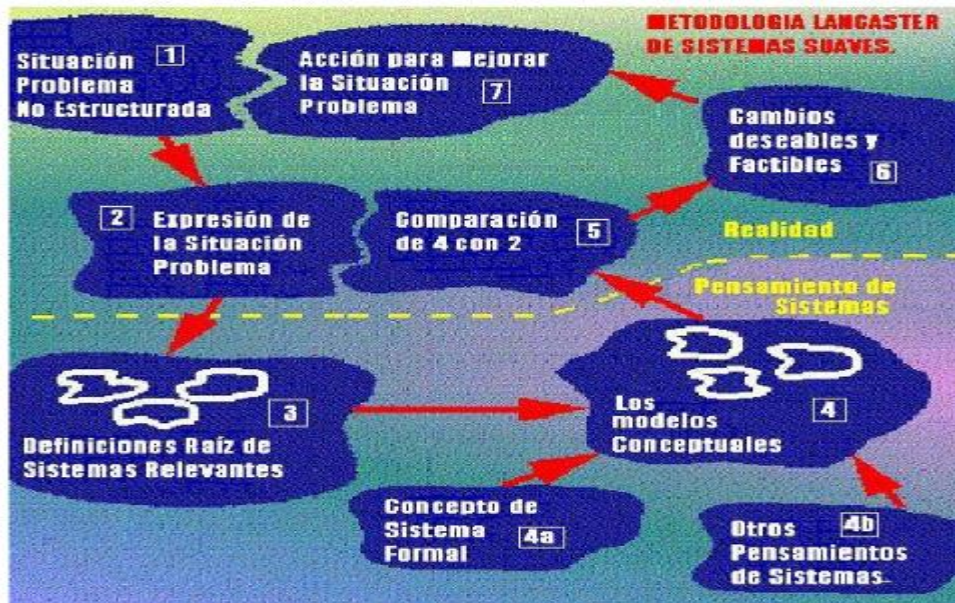 METODOLOGIA LANCASTER
DE SISTEMAS SUAVES.
Situación 1
Problema
No Estructurada
Acción para Mejorar
la Situación
Problema 7
Cambios
deseables y
Factibles 6
2 Expresión de
la Situación
Problema
Comparación
de 4 con 2 5
Realidad
Pensamiento de
Sistemas
3
Definiciones Raíz de
Sistemas Relevantes
Los 4
modelos
Conceptuales
Concepto de
Sistema 4a
Formal
Otros 4b
Pensamientos
de Sistemas.